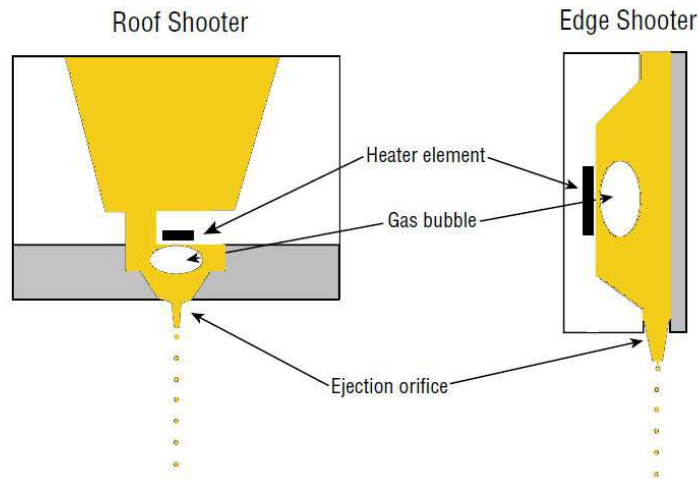 Roof Shooter
Edge Shooter
Heater element
Gas bubble
Ejection orifice